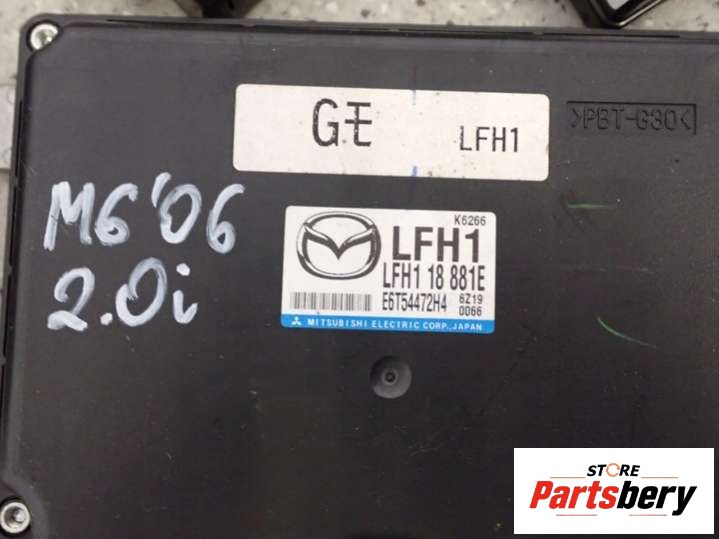 GE LFH1
>PBT-G30<
M6'06
2.0i
K6266
LFH1
LFH1 18 881E
E6T54472H4 6Z19
0066
MITSUBISHI ELECTRIC CORP., JAPAN
STORE
Partsbery